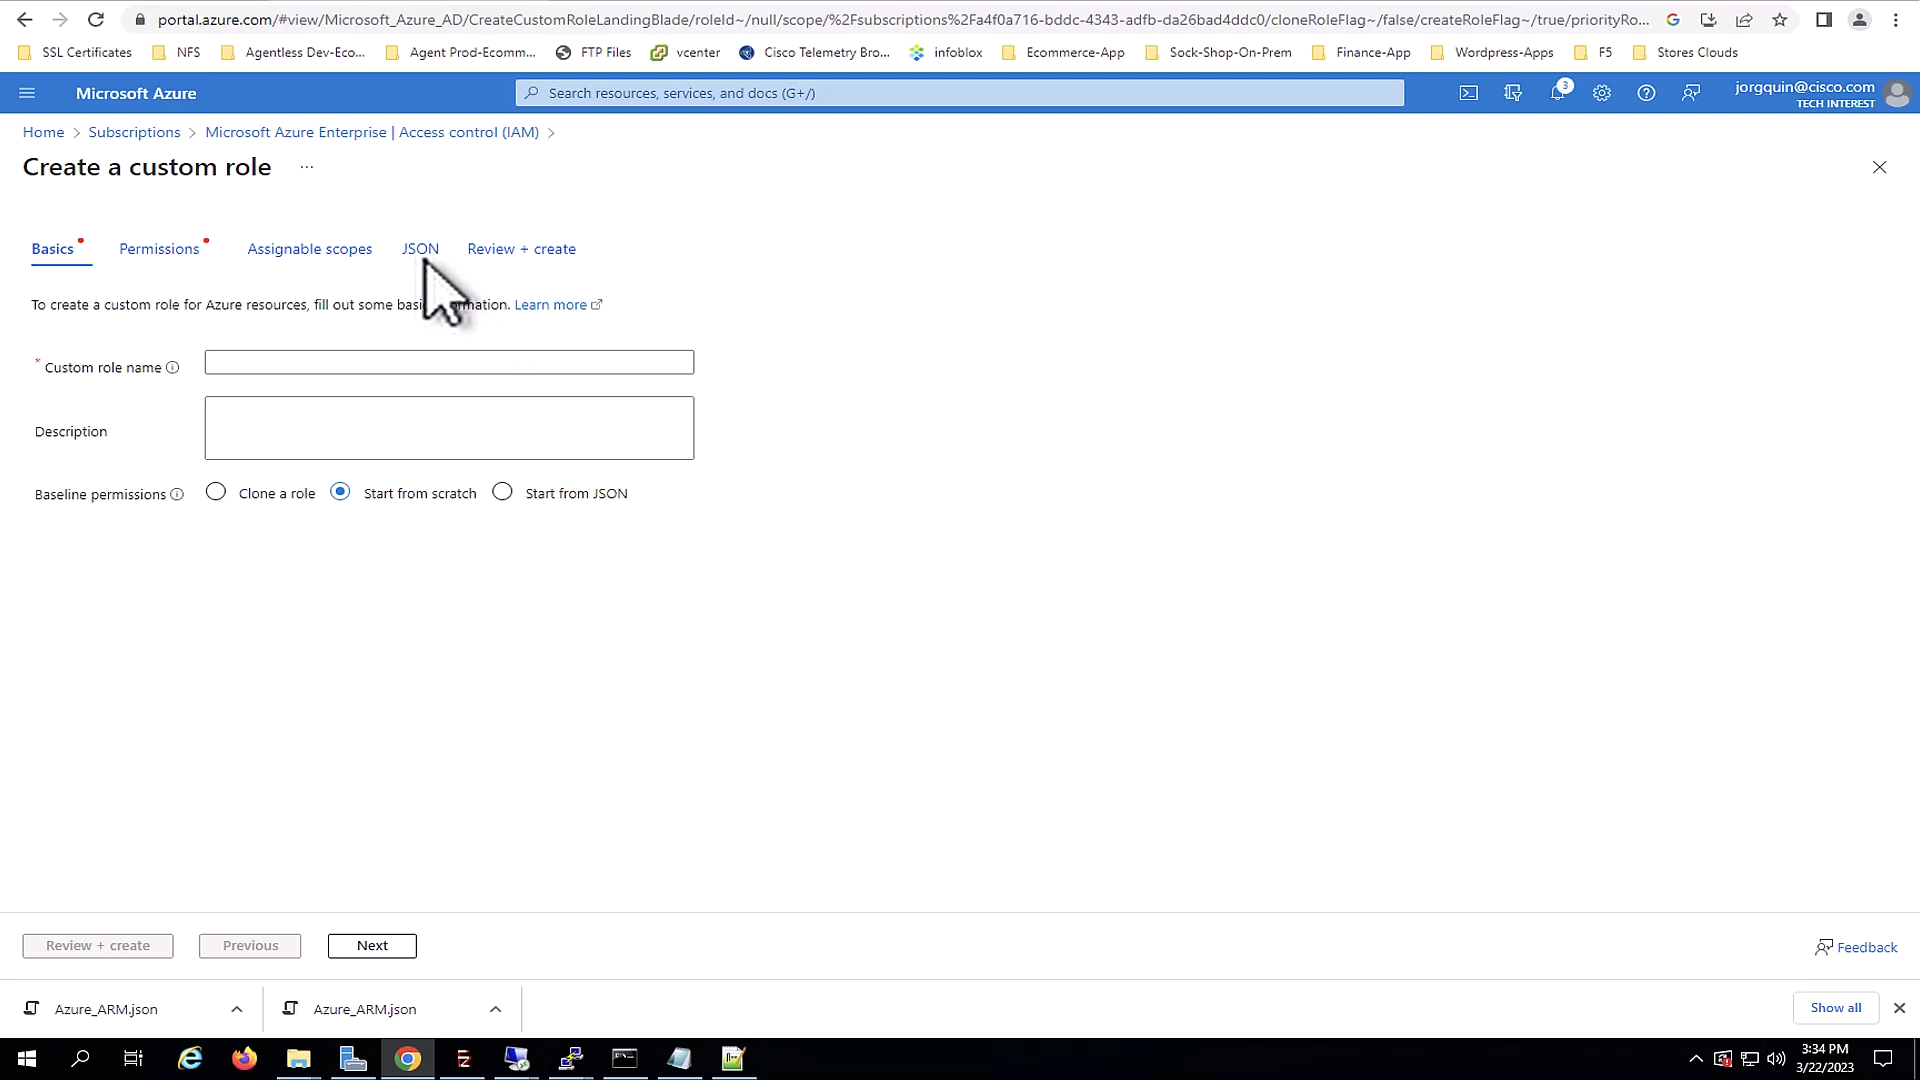 portal.azure.com/#view/Microsoft_Azure_AD/CreateCustomRoleLandingBlade/roleId~/null/scope/%2Fsubscriptions%2Fa4f0a716-bddc-4343-adfb-da26bad4ddc0/cloneRoleFlag~/false/createRoleFlag~/true/priorityRo...
SSL Certificates NFS Agentless Dev-Eco... Agent Prod-Ecomm... FTP Files vcenter Cisco Telemetry Bro... infoblox Ecommerce-App Sock-Shop-On-Prem Finance-App Wordpress-Apps F5 Stores Clouds
Microsoft Azure Search resources, services, and docs (G+/) 3 jorgquin@cisco.com
TECH INTEREST
Home > Subscriptions > Microsoft Azure Enterprise | Access control (IAM) >
Create a custom role ...
Basics Permissions Assignable scopes JSON Review + create
To create a custom role for Azure resources, fill out some Learn more
* Custom role name
Description
Baseline permissions Clone a role Start from scratch Start from JSON
Review + create Previous Next Feedback
Azure_ARM.json Azure_ARM.json Show all
3:34 PM
3/22/2023